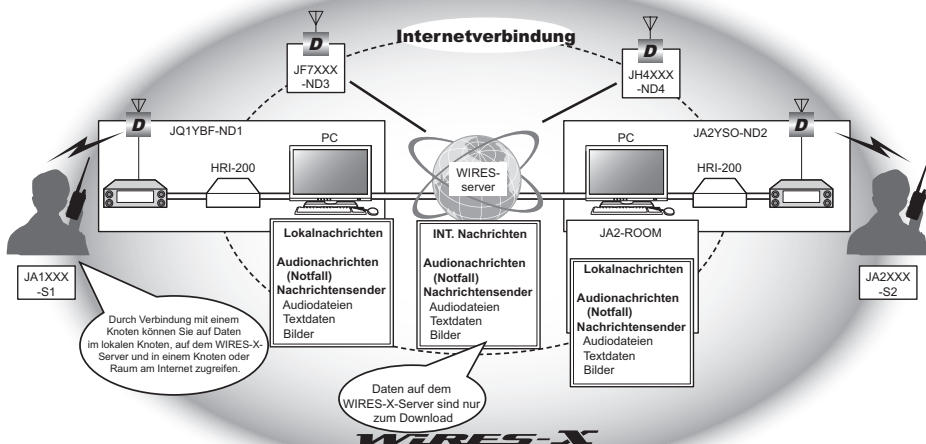 Internetverbindung
D
JF7XXX
-ND3
D
JH4XXX
-ND4
D
JQ1YBF-ND1
PC
HRI-200
WIRES-
server
PC
JA2YSO-ND2
HRI-200
D
JA1XXX
-S1
JA2XXX
-S2
Lokalnachrichten
Audionachrichten
(Notfall)
Nachrichtensender
Audiodateien
Textdaten
Bilder
INT. Nachrichten
Audionachrichten
(Notfall)
Nachrichtensender
Audiodateien
Textdaten
Bilder
JA2-ROOM
Lokalnachrichten
Audionachrichten
(Notfall)
Nachrichtensender
Audiodateien
Textdaten
Bilder
Durch Verbindung mit einem
Knoten können Sie auf Daten
im lokalen Knoten, auf dem WIRES-X-
Server und in einem Knoten oder
Raum am Internet zugreifen.
Daten auf dem
WIRES-X-Server sind nur
zum Download
WiRES-X